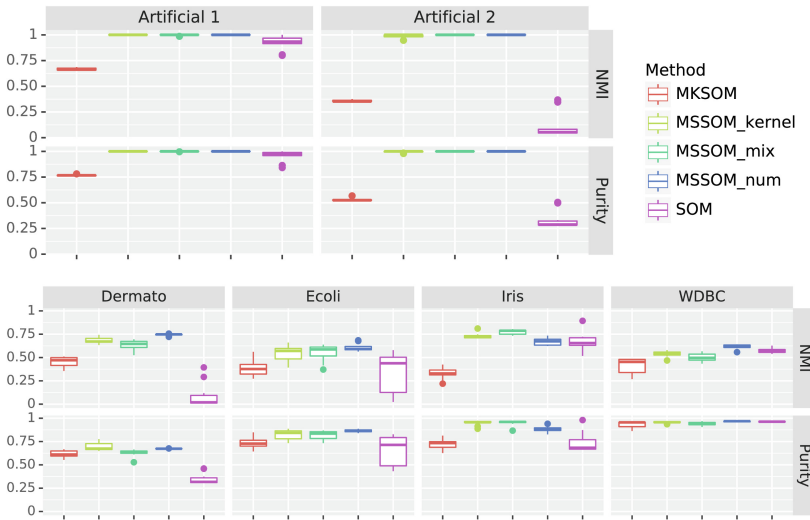 Artificial 1 Artificial 2
1
0.75
0.50
0.25
0
NMI
1
0.75
0.50
0.25
0
Purity
Method
MKSOM
MSSOM_kernel
MSSOM_mix
MSSOM_num
SOM
Dermato Ecoli Iris WDBC
1
0.75
0.50
0.25
0
NMI
1
0.75
0.50
0.25
0
Purity